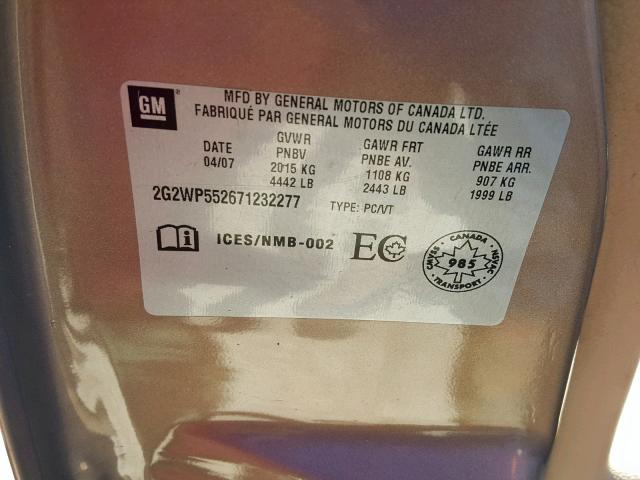 GM
MFD BY GENERAL MOTORS OF CANADA LTD.
FABRIQUÉ PAR GENERAL MOTORS DU CANADA LTÉE
DATE
04/07
GVWR
PNBV
2015 KG
4442 LB
GAWR FRT
PNBE AV.
1108 KG
2443 LB
GAWR RR
PNBE ARR.
907 KG
1999 LB
2G2WP552671232277
TYPE: PC/VT
ICES/NMB-002
EC
CANADA
CMVSS
NSVAC
985
TRANSPORT